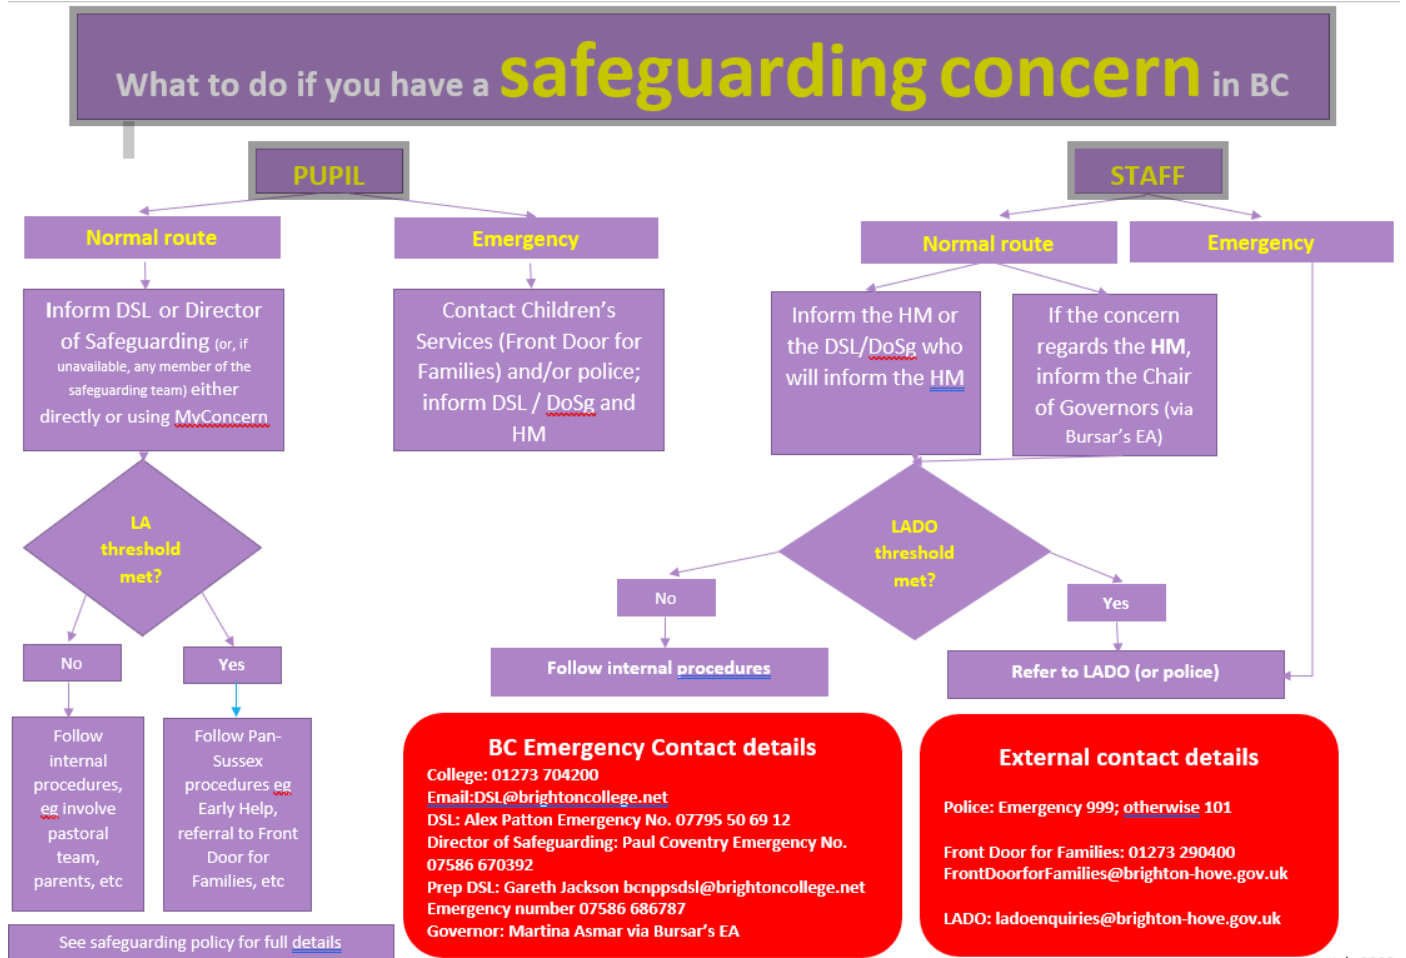 What to do if you have a safeguarding concern in BC
PUPIL
Normal route
Inform DSL or Director
of Safeguarding (or, if
unavailable, any member of the
safeguarding team) either
directly or using MyConcern
LA
threshold
met?
No
Follow
internal
procedures,
eg involve
pastoral
team,
parents, etc
Yes
Follow Pan-
Sussex
procedures eg
Early Help,
referral to Front
Door for
Families, etc
Emergency
Contact Children's
Services (Front Door for
Families) and/or police;
inform DSL / DoSg and
HM
See safeguarding policy for full details
STAFF
Normal route
Inform the HM or
the DSL/DoSg who
will inform the HM
If the concern
regards the HM,
inform the Chair
of Governors (via
Bursar's EA)
LADO
threshold
met?
No
Follow internal procedures
Yes
Refer to LADO (or police)
Emergency
BC Emergency Contact details
College: 01273 704200
Email:DSL@brightoncollege.net
DSL: Alex Patton Emergency No. 07795 50 69 12
Director of Safeguarding: Paul Coventry Emergency No.
07586 670392
Prep DSL: Gareth Jackson bcnppsdsl@brightoncollege.net
Emergency number 07586 686787
Governor: Martina Asmar via Bursar's EA
External contact details
Police: Emergency 999; otherwise 101
Front Door for Families: 01273 290400
FrontDoorforFamilies@brighton-hove.gov.uk
LADO: ladoenquiries@brighton-hove.gov.uk